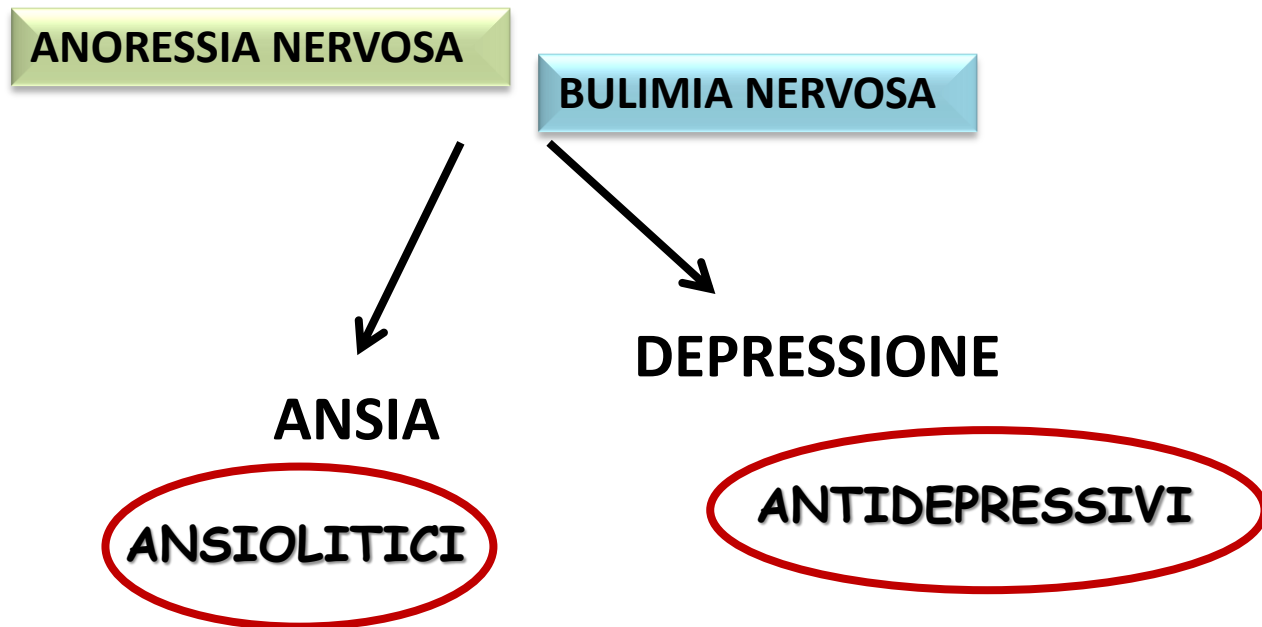 ANORESSIA NERVOSA
BULIMIA NERVOSA
DEPRESSIONE
ANSIA
ANTIDEPRESSIVI
ANSIOLITICI